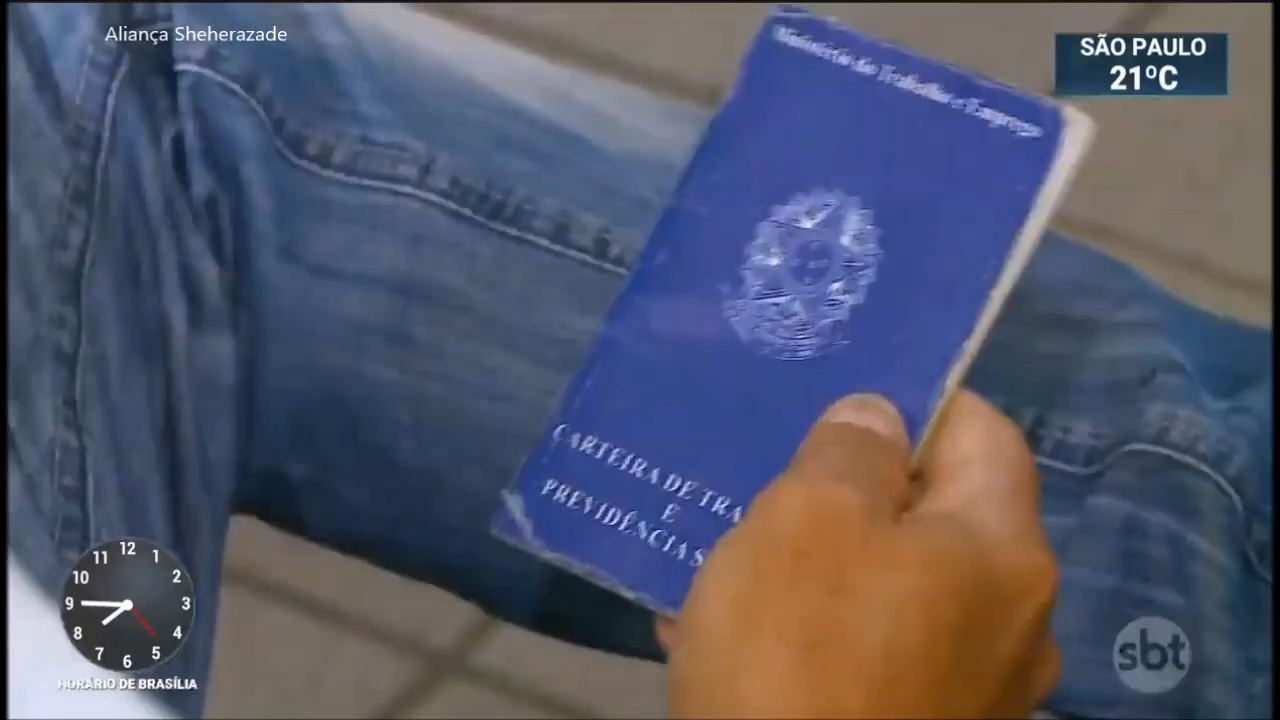 Aliança Sheherazade
SÃO PAULO
21ºC
Ministério do Trabalho e Emprego
CARTEIRA DE TRA
E
PREVIDÊNCIA S
12
11
1
10
2
9
3
8
4
7
5
6
HORÁRIO DE BRASÍLIA
sbt